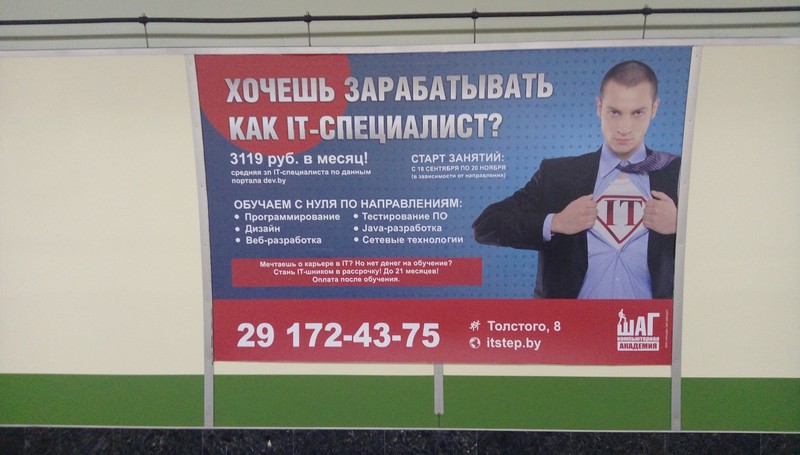 ХОЧЕШЬ ЗАРАБАТЫВАТЬ
КАК IT-СПЕЦИАЛИСТ?
3119 руб. в месяц!
средняя зп IT-специалиста по данным
портала dev.by
СТАРТ ЗАНЯТИЙ:
С 18 СЕНТЯБРЯ ПО 20 НОЯБРЯ
(в зависимости от направления)
ОБУЧАЕМ С НУЛЯ ПО НАПРАВЛЕНИЯМ:
• Программирование
• Дизайн
• Веб-разработка
• Тестирование ПО
• Java-разработка
• Сетевые технологии
Мечтаешь о карьере в IT? Но нет денег на обучение?
Стань IT-шником в рассрочку! До 21 месяцев!
Оплата после обучения.
IT
29 172-43-75
Толстого, 8
itstep.by
ШАГ
КОМПЬЮТЕРНАЯ
АКАДЕМИЯ